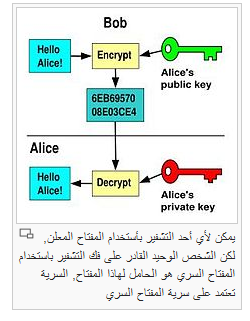 Bob
Hello
Alice!
Encrypt
Alice's
public key
6EB69570
08E03CE4
Alice
Hello
Alice!
Decrypt
Alice's
private key
يمكن لأي أحد التشفير بأستخدام المفتاح المعلن,
لكن الشخص الوحيد القادر على فك التشفير باستخدام
المفتاح السري هو الحامل لهذا المفتاح, السرية
تعتمد على سرية المفتاح السري